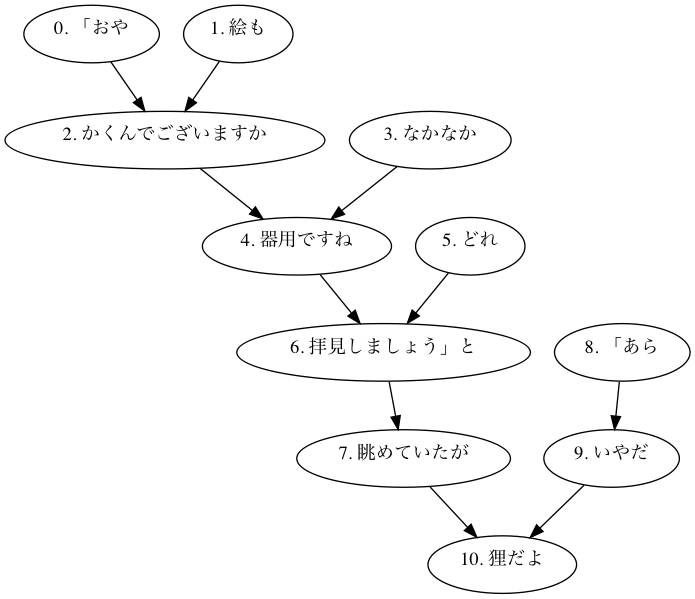 0. 「おや
1. 絵も
2. かくんでございますか
3. なかなか
4. 器用ですね
5. どれ
6. 拝見しましょう」と
8. 「あら
7. 眺めていたが
9. いやだ
10. 狸だよ